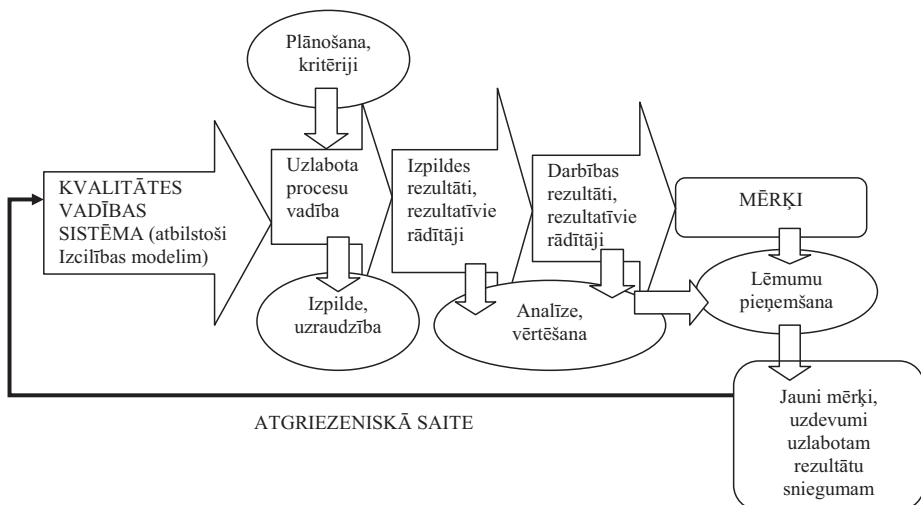 Plānošana,
kritēriji
KVALITĀTES
VADĪBAS
SISTĒMA (atbilstoši
Izcilības modelim)
Uzlabota
procesu
vadība
Izpildes
rezultāti,
rezultatīvie
rādītāji
Darbības
rezultāti,
rezultatīvie
rādītāji
MĒRĶI
Izpilde,
uzraudzība
Analīze,
vērtēšana
Lēmumu
pieņemšana
Jauni mērķi,
uzdevumi
uzlabotam
rezultātu
sniegumam
ATGRIEZENISKĀ SAITE